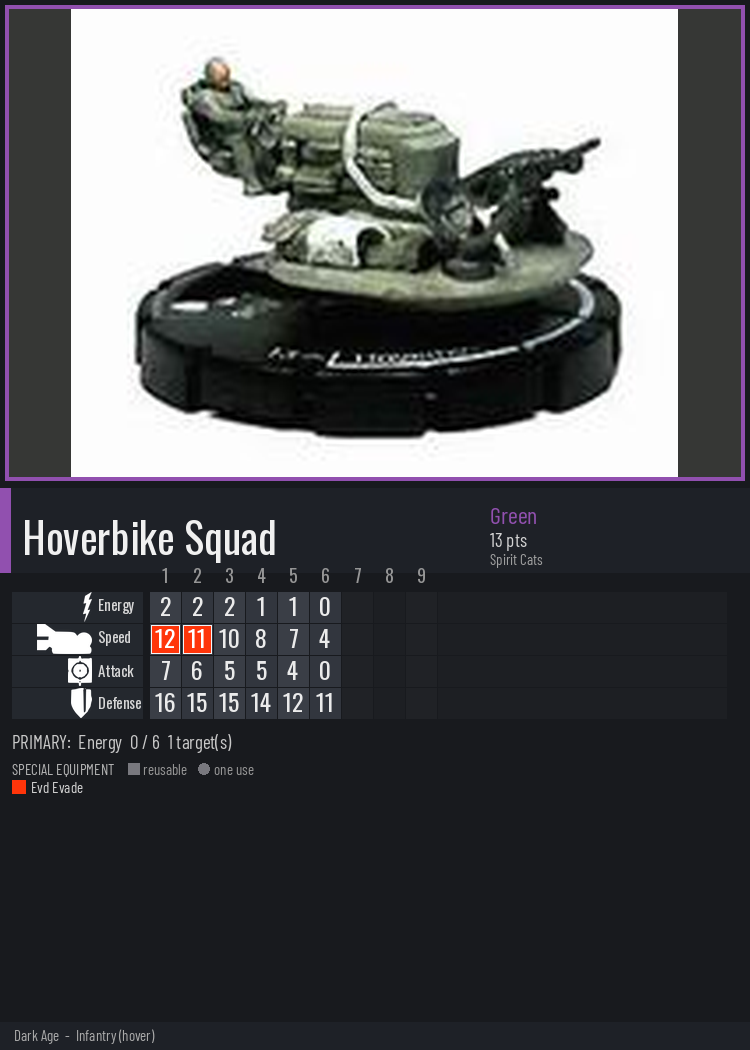 Hoverbike Squad
Green
13 pts
Spirit Cats
1 2 3 4 5 6 7 8 9
Energy 2 2 2 1 1 0
Speed 12 11 10 8 7 4
Attack 7 6 5 5 4 0
Defense 16 15 15 14 12 11
PRIMARY: Energy 0 / 6 1 target(s)
SPECIAL EQUIPMENT reusable one use
Evd Evade
Dark Age - Infantry (hover)